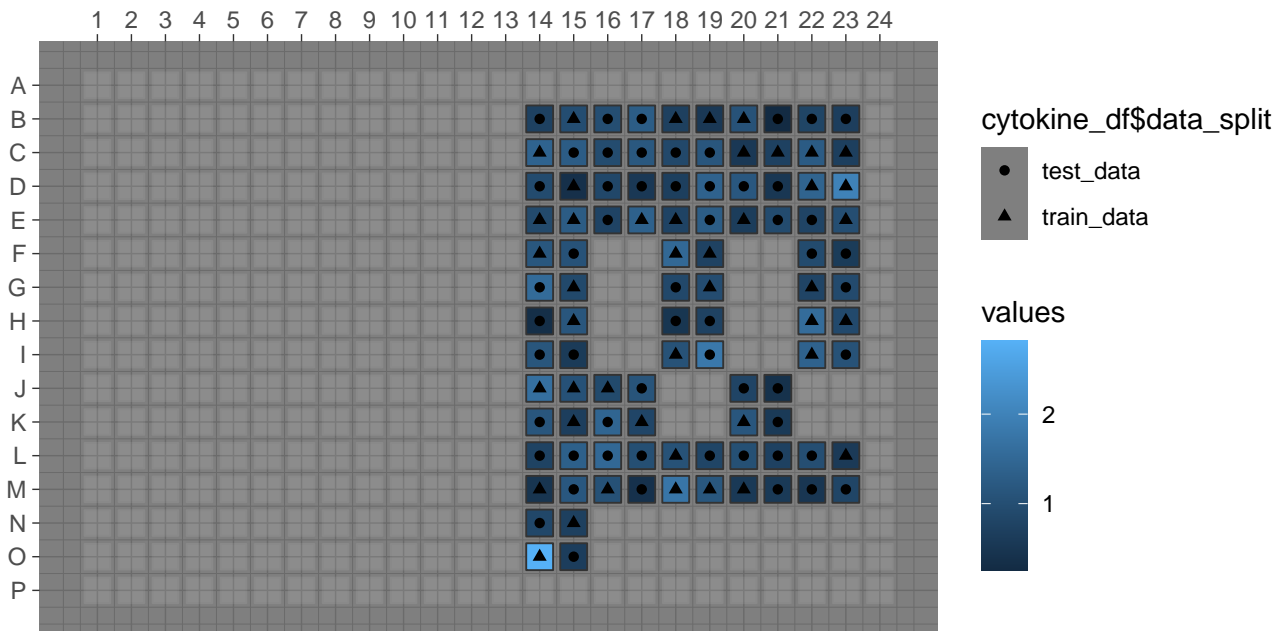 1 2 3 4 5 6 7 8 9 10 11 12 13 14 15 16 17 18 19 20 21 22 23 24
A
B
C
D
E
F
G
H
I
J
K
L
M
N
O
P
cytokine_df$data_split
test_data
train_data
values
2
1